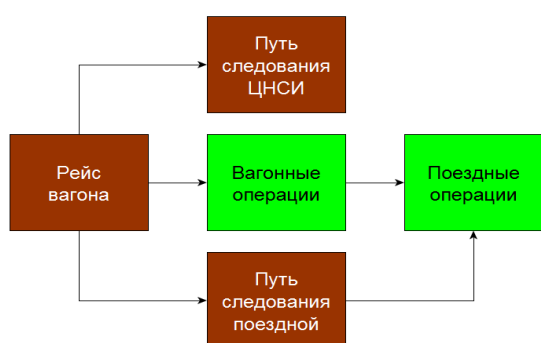 Путь
следования
ЦНСИ
Рейс
вагона
Вагонные
операции
Поездные
операции
Путь
следования
поездной